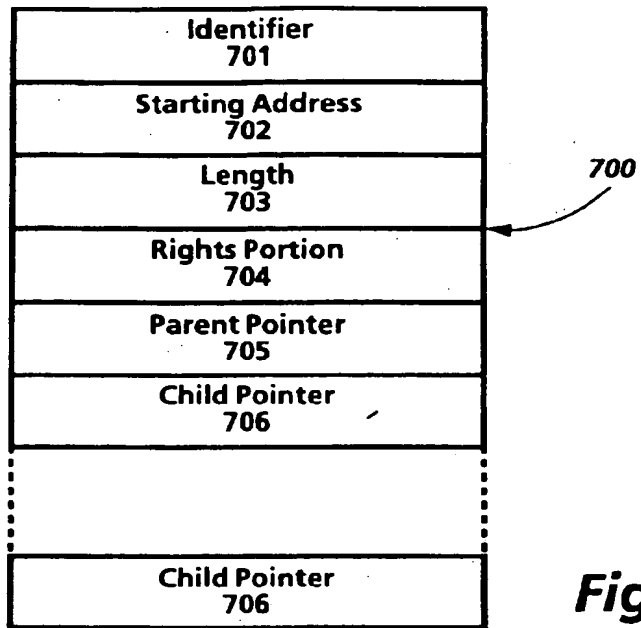 Identifier
701
Starting Address
702
Length
703
700
Rights Portion
704
Parent Pointer
705
Child Pointer
706
Child Pointer
706
Fig